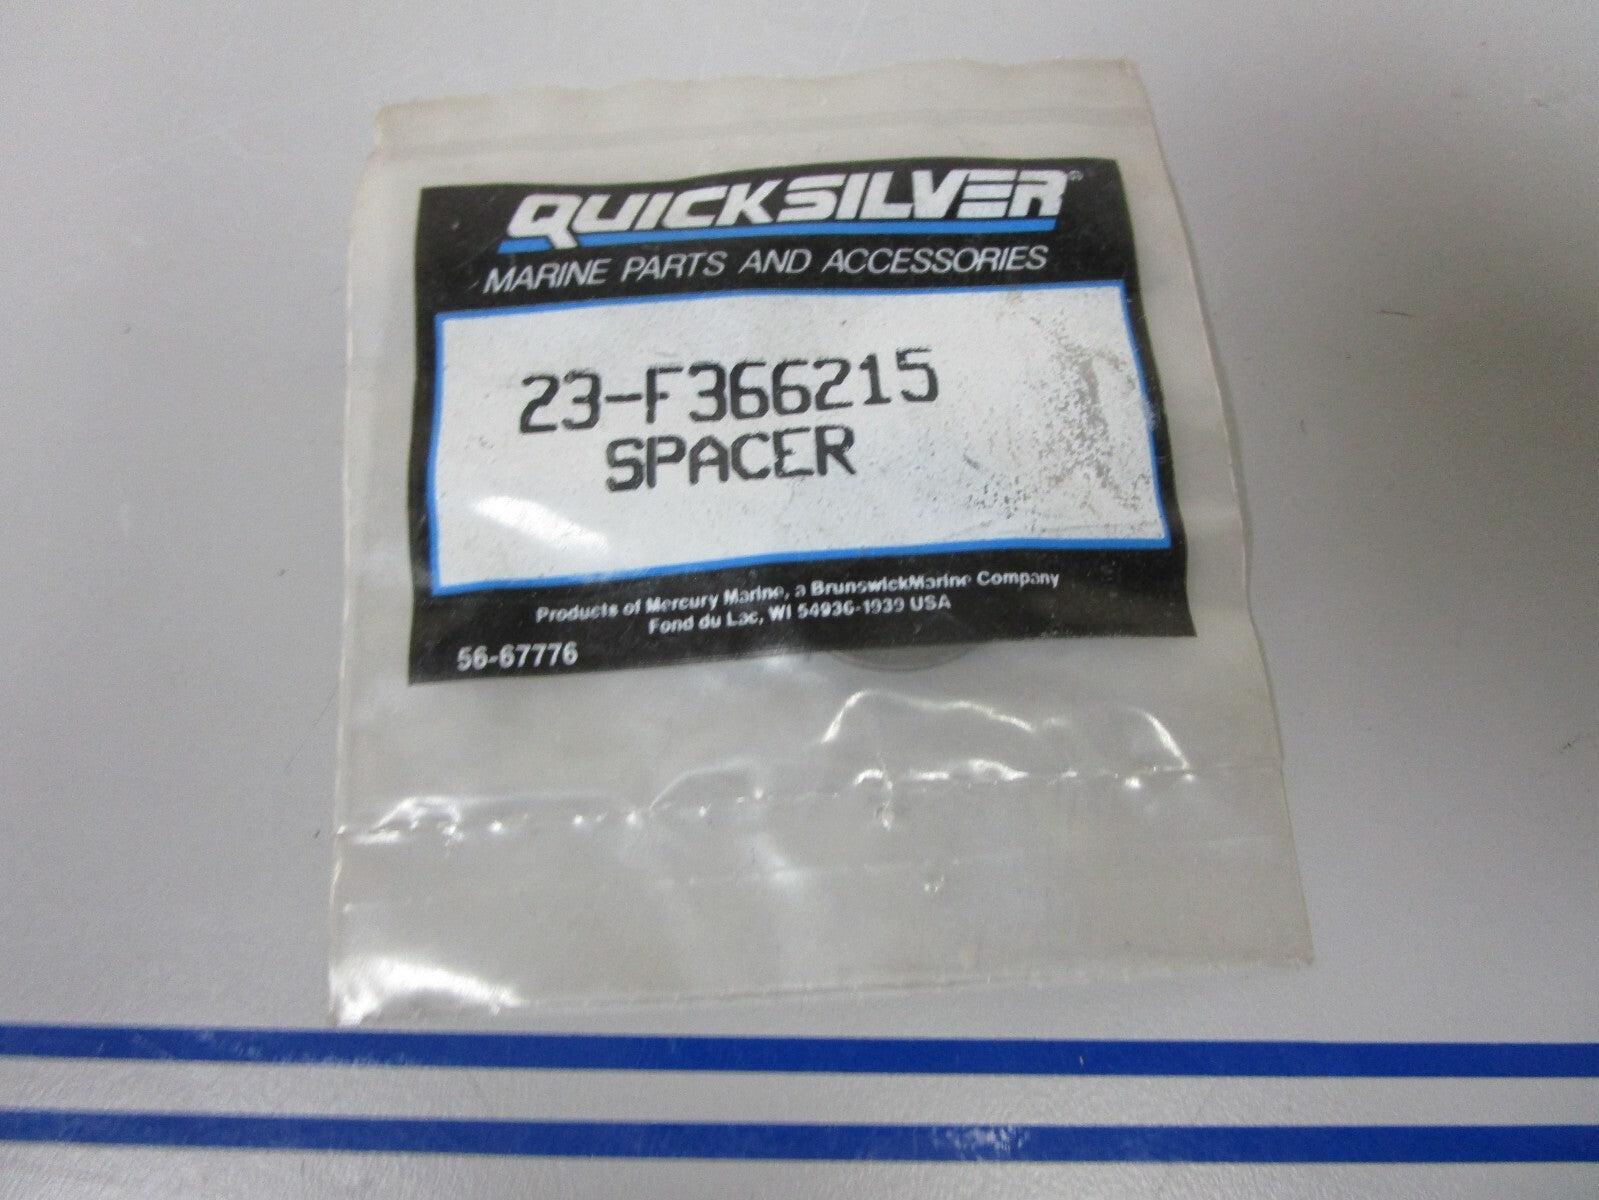 QUICKSILVER®
MARINE PARTS AND ACCESSORIES
23-F366215
SPACER
Products of Mercury Marine, a BrunswickMarine Company
Fond du Lac, WI 54936-1939 USA
56-67776